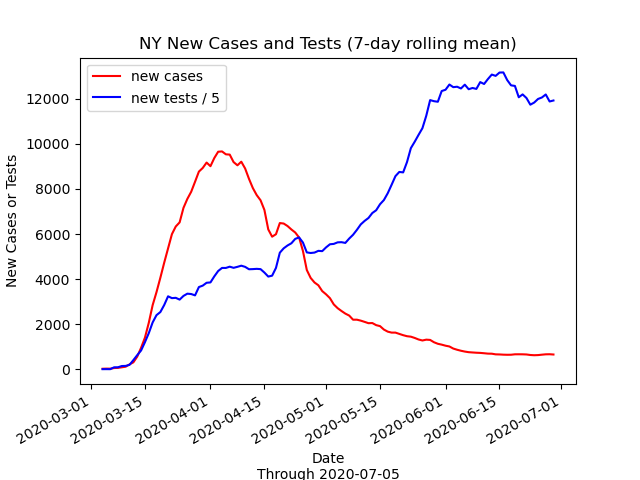 NY New Cases and Tests (7-day rolling mean)
new cases
new tests / 5
New Cases or Tests
12000
10000
8000
6000
4000
2000
0
2020-03-01
2020-03-15
2020-04-01
2020-04-15
2020-05-01
2020-05-15
2020-06-01
2020-06-15
2020-07-01
Date
Through 2020-07-05